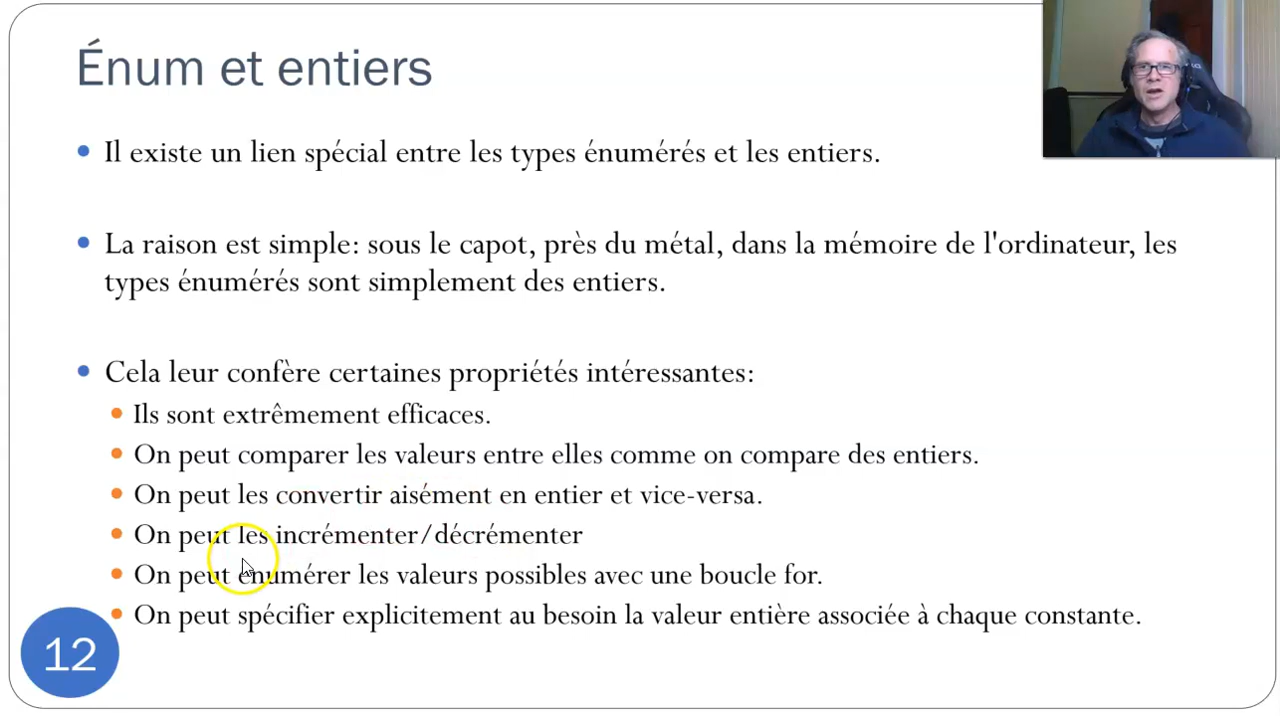 Énum et entiers
Il existe un lien spécial entre les types énumérés et les entiers.
La raison est simple: sous le capot, près du métal, dans la mémoire de l'ordinateur, les
types énumérés sont simplement des entiers.
Cela leur confère certaines propriétés intéressantes:
Ils sont extrêmement efficaces.
On peut comparer les valeurs entre elles comme on compare des entiers.
On peut les convertir aisément en entier et vice-versa.
On peut les incrémenter/décrémenter
On peut énumérer les valeurs possibles avec une boucle for.
On peut spécifier explicitement au besoin la valeur entière associée à chaque constante.
12